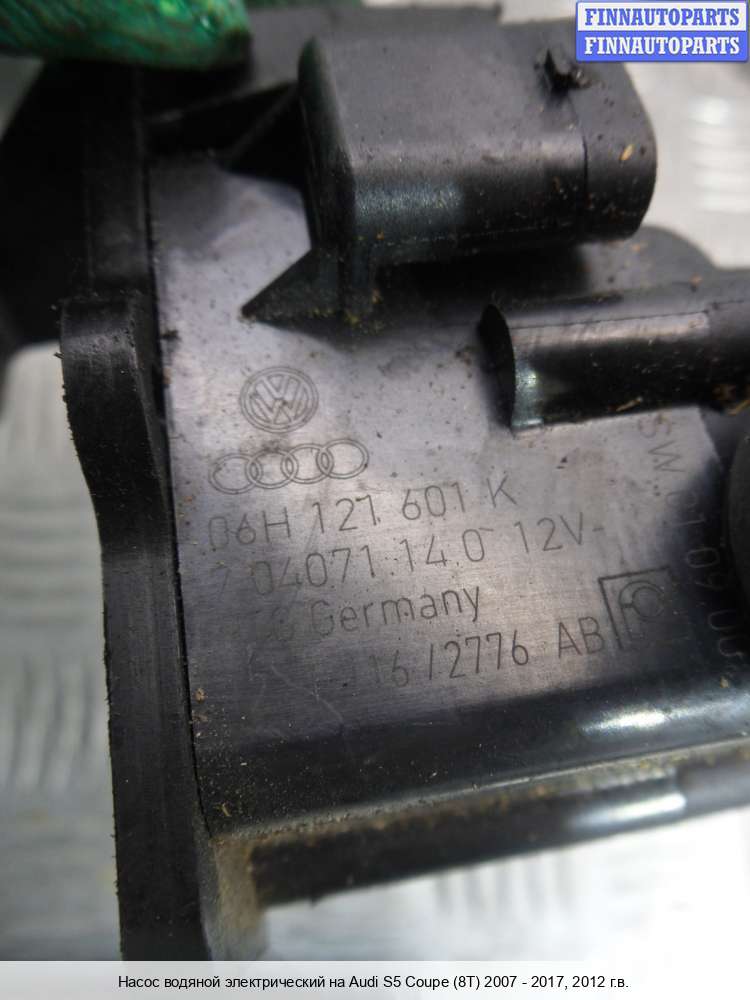 FINNAUTOPARTS
FINNAUTOPARTS
06H 121 601 K
7.04071.14.0 12V-
Germany
/2776 AB
SW
Насос водяной электрический на Audi S5 Coupe (8T) 2007 - 2017, 2012 г.в.